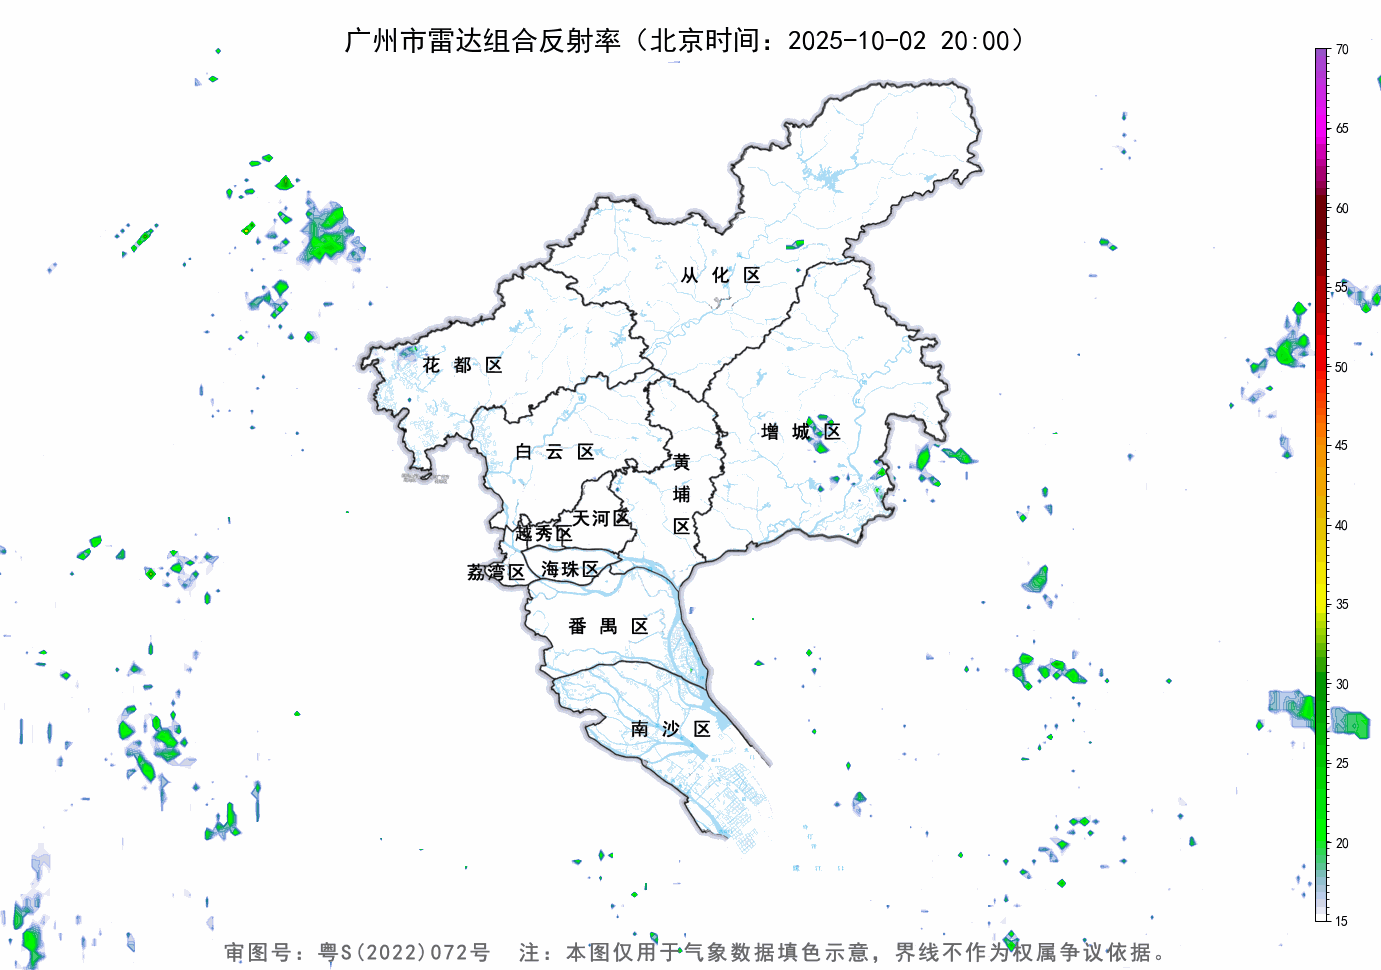 广州市雷达组合反射率（北京时间：2025-10-02 20:00）
70
65
60
55
50
45
40
35
30
25
20
15
从化区
花都区
增城区
白云区
黄埔区
天河区
越秀区
海珠区
荔湾区
番禺区
南沙区
审图号：粤S(2022)072号 注：本图仅用于气象数据填色示意，界线不作为权属争议依据。